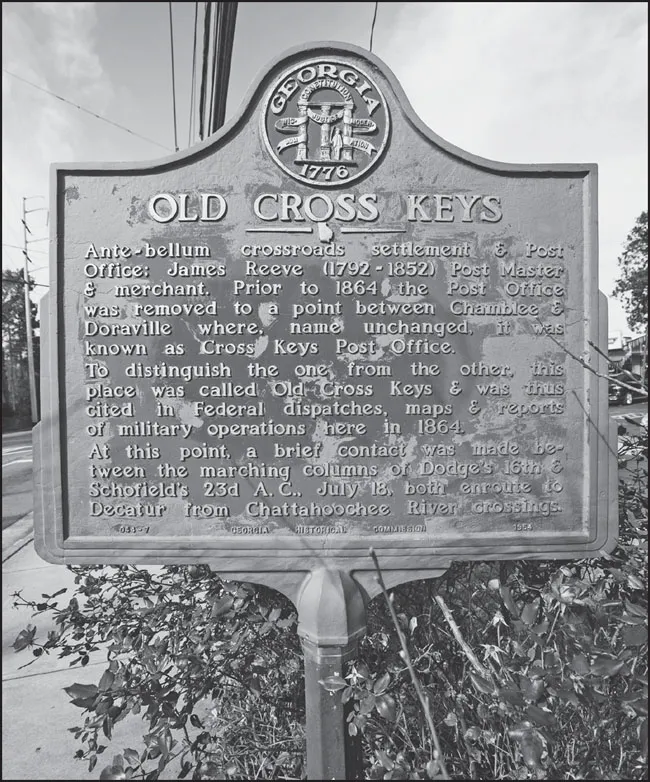 GEORGIA
CONSTITUTION
1776
OLD CROSS KEYS
Ante-bellum crossroads settlement & Post
Office: James Reeve (1792-1852) Post Master
& merchant. Prior to 1864 the Post Office
was removed to a point between Chamblee &
Doraville where, name unchanged, it was
known as Cross Keys Post Office.
To distinguish the one from the other, this
place was called Old Cross Keys & was thus
cited in Federal dispatches, maps & reports
of military operations here in 1864.
At this point, a brief contact was made be-
tween the marching columns of Dodge's 16th &
Schofield's 23d A.C., July 18, both enroute to
Decatur from Chattahoochee River crossings.
044-7 GEORGIA HISTORICAL COMMISSION 1954